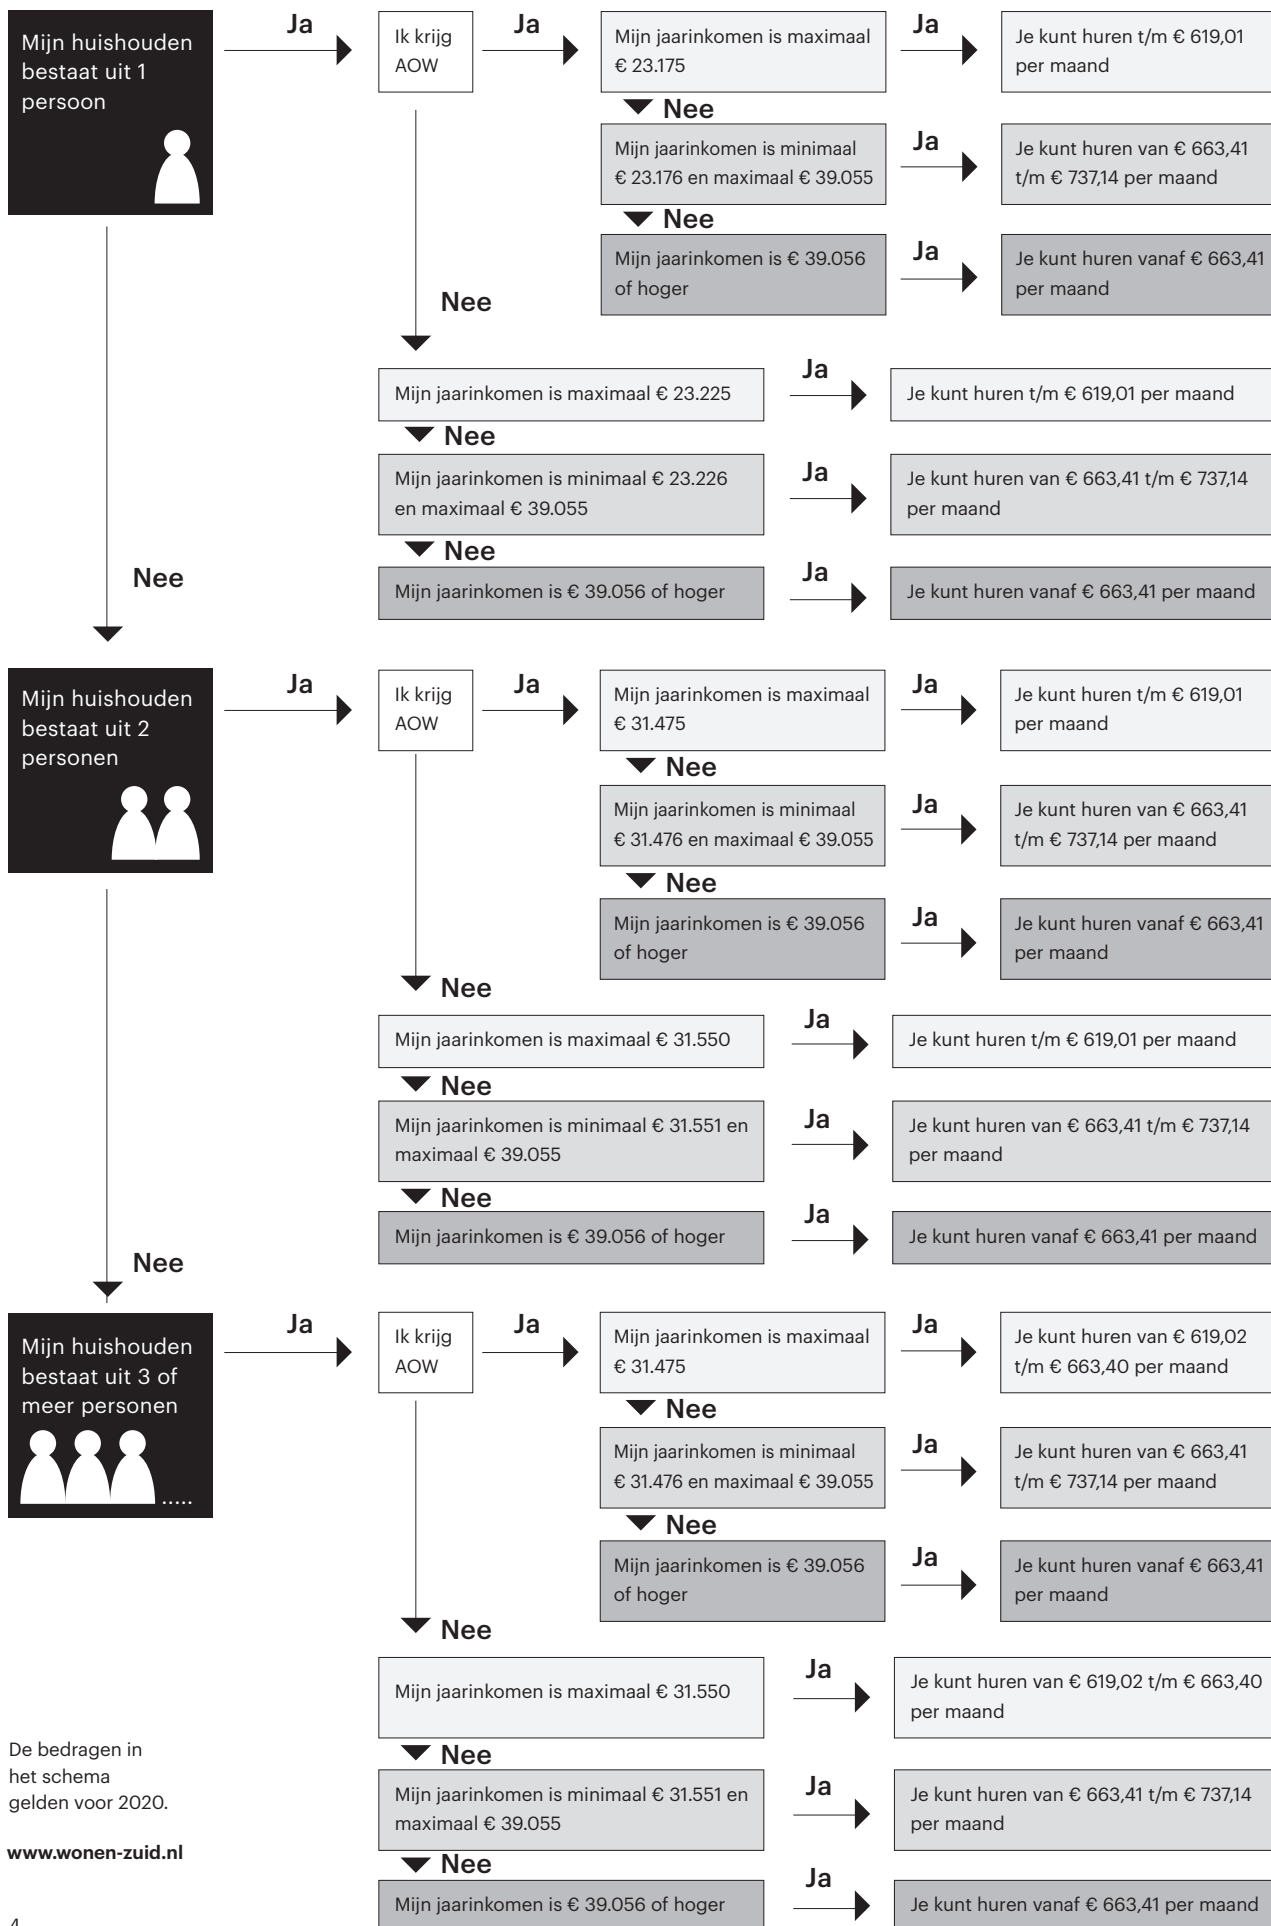 Mijn huishouden
bestaat uit 1
persoon
Ja
Ik krijg
AOW
Ja
Mijn jaarinkomen is maximaal
€ 23.175
Ja
Je kunt huren t/m € 619,01
per maand
Nee
Mijn jaarinkomen is minimaal
€ 23.176 en maximaal € 39.055
Ja
Je kunt huren van € 663,41
t/m € 737,14 per maand
Nee
Mijn jaarinkomen is € 39.056
of hoger
Ja
Je kunt huren vanaf € 663,41
per maand
Nee
Mijn jaarinkomen is maximaal € 23.225
Ja
Je kunt huren t/m € 619,01 per maand
Nee
Mijn jaarinkomen is minimaal € 23.226
en maximaal € 39.055
Ja
Je kunt huren van € 663,41 t/m € 737,14
per maand
Nee
Mijn jaarinkomen is € 39.056 of hoger
Ja
Je kunt huren vanaf € 663,41 per maand
Nee
Mijn huishouden
bestaat uit 2
personen
Ja
Ik krijg
AOW
Ja
Mijn jaarinkomen is maximaal
€ 31.475
Ja
Je kunt huren t/m € 619,01
per maand
Nee
Mijn jaarinkomen is minimaal
€ 31.476 en maximaal € 39.055
Ja
Je kunt huren van € 663,41
t/m € 737,14 per maand
Nee
Mijn jaarinkomen is € 39.056
of hoger
Ja
Je kunt huren vanaf € 663,41
per maand
Nee
Mijn jaarinkomen is maximaal € 31.550
Ja
Je kunt huren t/m € 619,01 per maand
Nee
Mijn jaarinkomen is minimaal € 31.551 en
maximaal € 39.055
Ja
Je kunt huren van € 663,41 t/m € 737,14
per maand
Nee
Mijn jaarinkomen is € 39.056 of hoger
Ja
Je kunt huren vanaf € 663,41 per maand
Nee
Mijn huishouden
bestaat uit 3 of
meer personen
.....
Ja
Ik krijg
AOW
Ja
Mijn jaarinkomen is maximaal
€ 31.475
Ja
Je kunt huren van € 619,02
t/m € 663,40 per maand
Nee
Mijn jaarinkomen is minimaal
€ 31.476 en maximaal € 39.055
Ja
Je kunt huren van € 663,41
t/m € 737,14 per maand
Nee
Mijn jaarinkomen is € 39.056
of hoger
Ja
Je kunt huren vanaf € 663,41
per maand
Nee
Mijn jaarinkomen is maximaal € 31.550
Ja
Je kunt huren van € 619,02 t/m € 663,40
per maand
Nee
Mijn jaarinkomen is minimaal € 31.551 en
maximaal € 39.055
Ja
Je kunt huren van € 663,41 t/m € 737,14
per maand
Nee
Mijn jaarinkomen is € 39.056 of hoger
Ja
Je kunt huren vanaf € 663,41 per maand
De bedragen in
het schema
gelden voor 2020.
www.wonen-zuid.nl
4